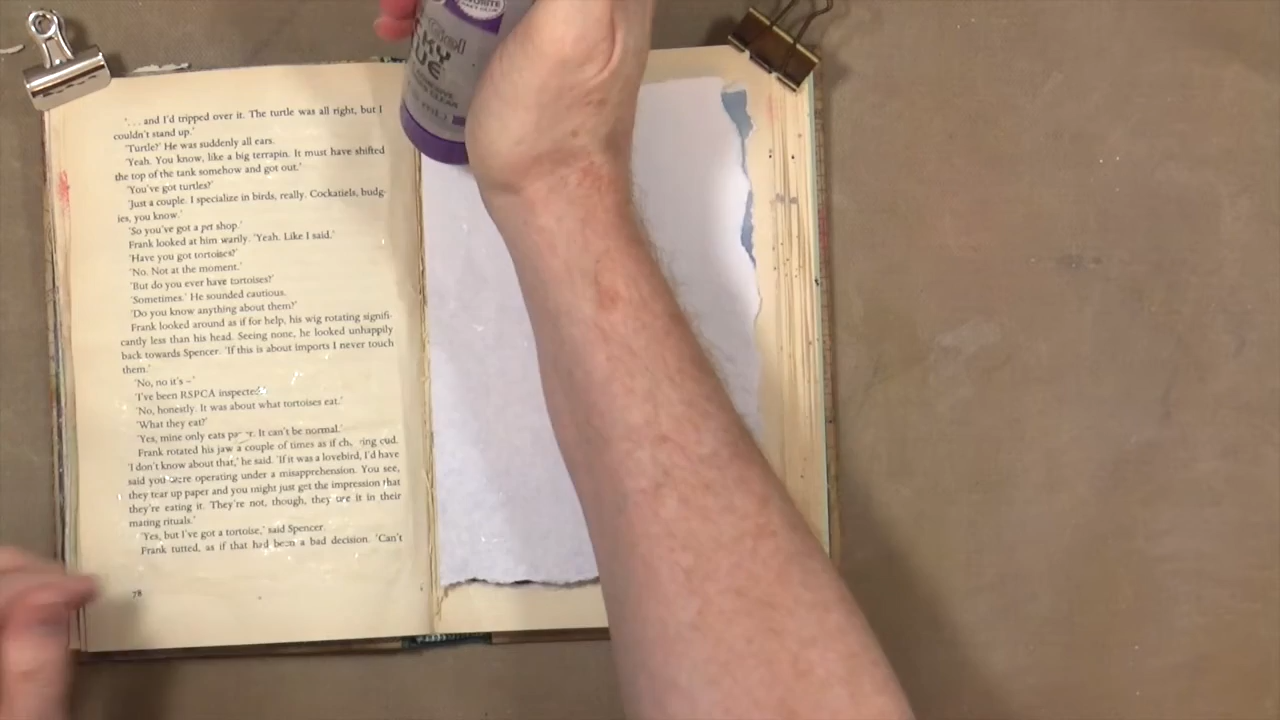 '. . . and I'd tripped over it. The turtle was all right, but I
couldn't stand up.'
'Turtle?' He was suddenly all ears.
'Yeah. You know, like a big terrapin. It must have shifted
the top of the tank somehow and got out.'
'You've got turtles?'
'Just a couple. I specialize in birds, really. Cockatiels, budg-
ies, you know.'
'So you've got a pet shop.'
Frank looked at him warily. 'Yeah. Like I said.'
'Have you got tortoises?'
'No. Not at the moment.'
'But do you ever have tortoises?'
'Sometimes.' He sounded cautious.
'Do you know anything about them?'
Frank looked around as if for help, his wig rotating signifi-
cantly less than his head. Seeing none, he looked unhappily
back towards Spencer. 'If this is about imports I never touch
them.'
'No, no it's –'
'I've been RSPCA inspected.
'No, honestly. It was about what tortoises eat.'
'What they eat?'
'Yes, mine only eats paper. It can't be normal.'
Frank rotated his jaw a couple of times as if chewing cud.
'I don't know about that,' he said. 'If it was a lovebird, I'd have
said you were operating under a misapprehension. You see,
they tear up paper and you might just get the impression that
they're eating it. They're not, though, they use it in their
mating rituals.'
'Yes, but I've got a tortoise,' said Spencer.
Frank tutted, as if that had been a bad decision. 'Can't
78